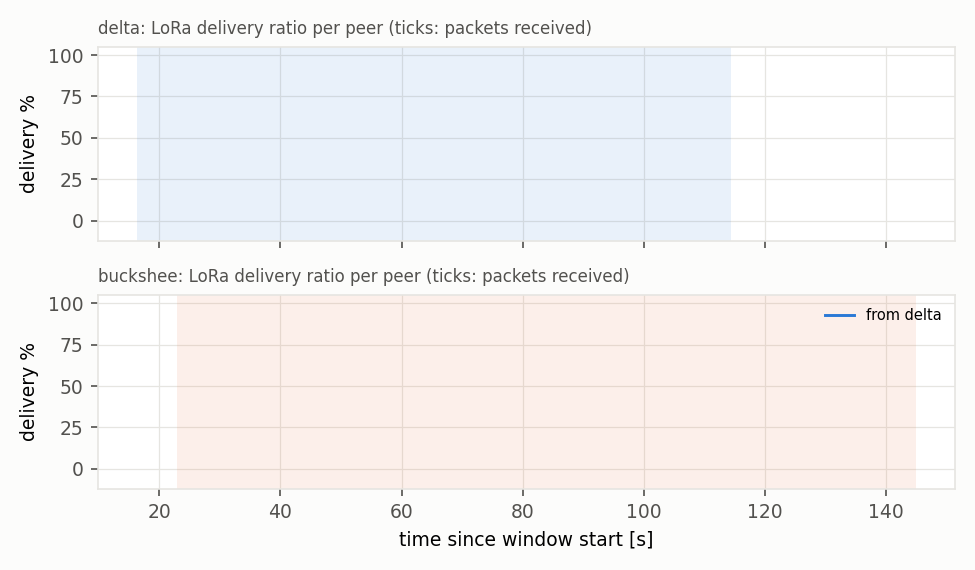 delta: LoRa delivery ratio per peer (ticks: packets received)
100
75
50
25
0
delivery %
buckshee: LoRa delivery ratio per peer (ticks: packets received)
from delta
100
75
50
25
0
delivery %
20 40 60 80 100 120 140
time since window start [s]